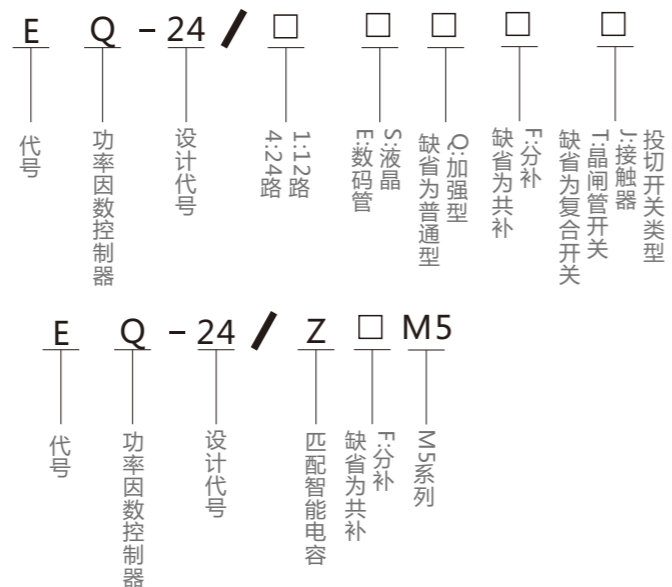 E Q - 24 / □ □ □ □ □
代号
功率因数控制器
设计代号
1:12路
4:24路
S:液晶
E:数码管
Q:加强型
缺省为普通型
F:分补
缺省为共补
投切开关类型
J:接触器
T:晶闸管开关
缺省为复合开关
E Q - 24 / Z □ M5
代号
功率因数控制器
设计代号
匹配智能电容
F:分补
缺省为共补
M5系列